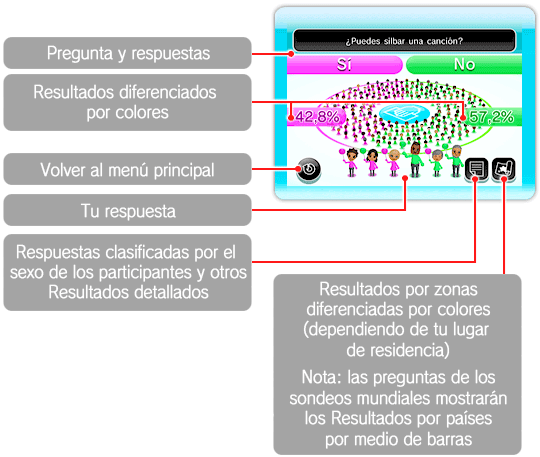 ¿Puedes silbar una canción?
Pregunta y respuestas
Sí
No
Resultados diferenciados
por colores
42,8%
57,2%
Volver al menú principal
Tu respuesta
Respuestas clasificadas por el
sexo de los participantes y otros
Resultados detallados
Resultados por zonas
diferenciadas por colores
(dependiendo de tu lugar
de residencia)
Nota: las preguntas de los
sondeos mundiales mostrarán
los Resultados por países
por medio de barras